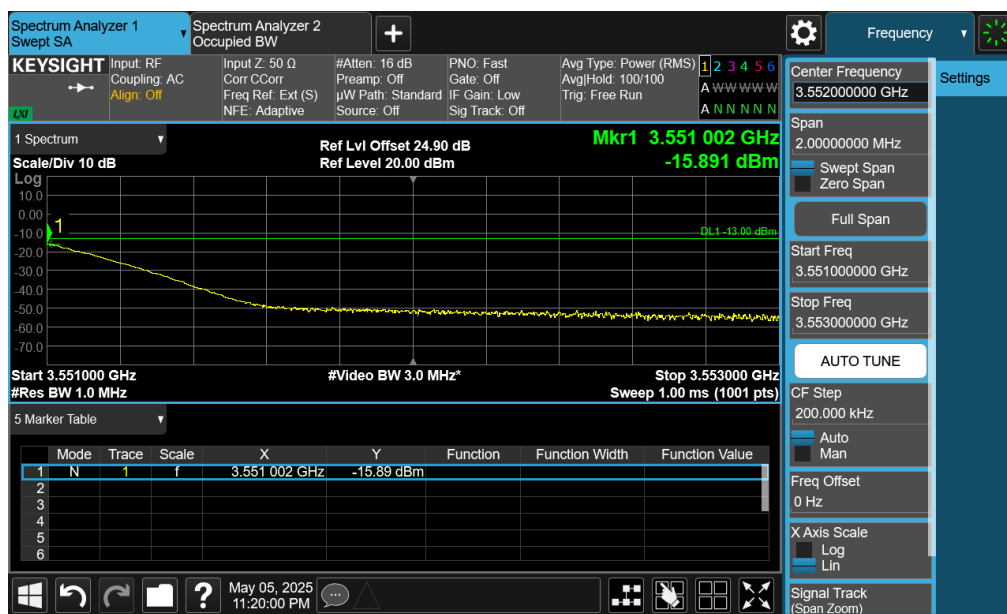 Spectrum Analyzer 1
Swept SA
Spectrum Analyzer 2
Occupied BW
Frequency
KEYSIGHT
LXI
Input: RF
Coupling: AC
Align: Off
Input Z: 50 Ω
Corr CCorr
Freq Ref: Ext (S)
NFE: Adaptive
#Atten: 16 dB
Preamp: Off
µW Path: Standard
Source: Off
PNO: Fast
Gate: Off
IF Gain: Low
Sig Track: Off
Avg Type: Power (RMS)
Avg|Hold: 100/100
Trig: Free Run
1 2 3 4 5 6
A W W W W W
A N N N N N
1 Spectrum
Scale/Div 10 dB
Ref Lvl Offset 24.90 dB
Ref Level 20.00 dBm
Mkr1 3.551 002 GHz
-15.891 dBm
Log
10.0
0.00
-10.0
-20.0
-30.0
-40.0
-50.0
-60.0
-70.0
1
DL1 -13.00 dBm
Start 3.551000 GHz
#Video BW 3.0 MHz*
Stop 3.553000 GHz
#Res BW 1.0 MHz
Sweep 1.00 ms (1001 pts)
5 Marker Table
Mode Trace Scale X Y Function Function Width Function Value
1 N 1 f 3.551 002 GHz -15.89 dBm
2
3
4
5
6
May 05, 2025
11:20:00 PM
Center Frequency
3.552000000 GHz
Settings
Span
2.00000000 MHz
Swept Span
Zero Span
Full Span
Start Freq
3.551000000 GHz
Stop Freq
3.553000000 GHz
AUTO TUNE
CF Step
200.000 kHz
Auto
Man
Freq Offset
0 Hz
X Axis Scale
Log
Lin
Signal Track
(Span Zoom)